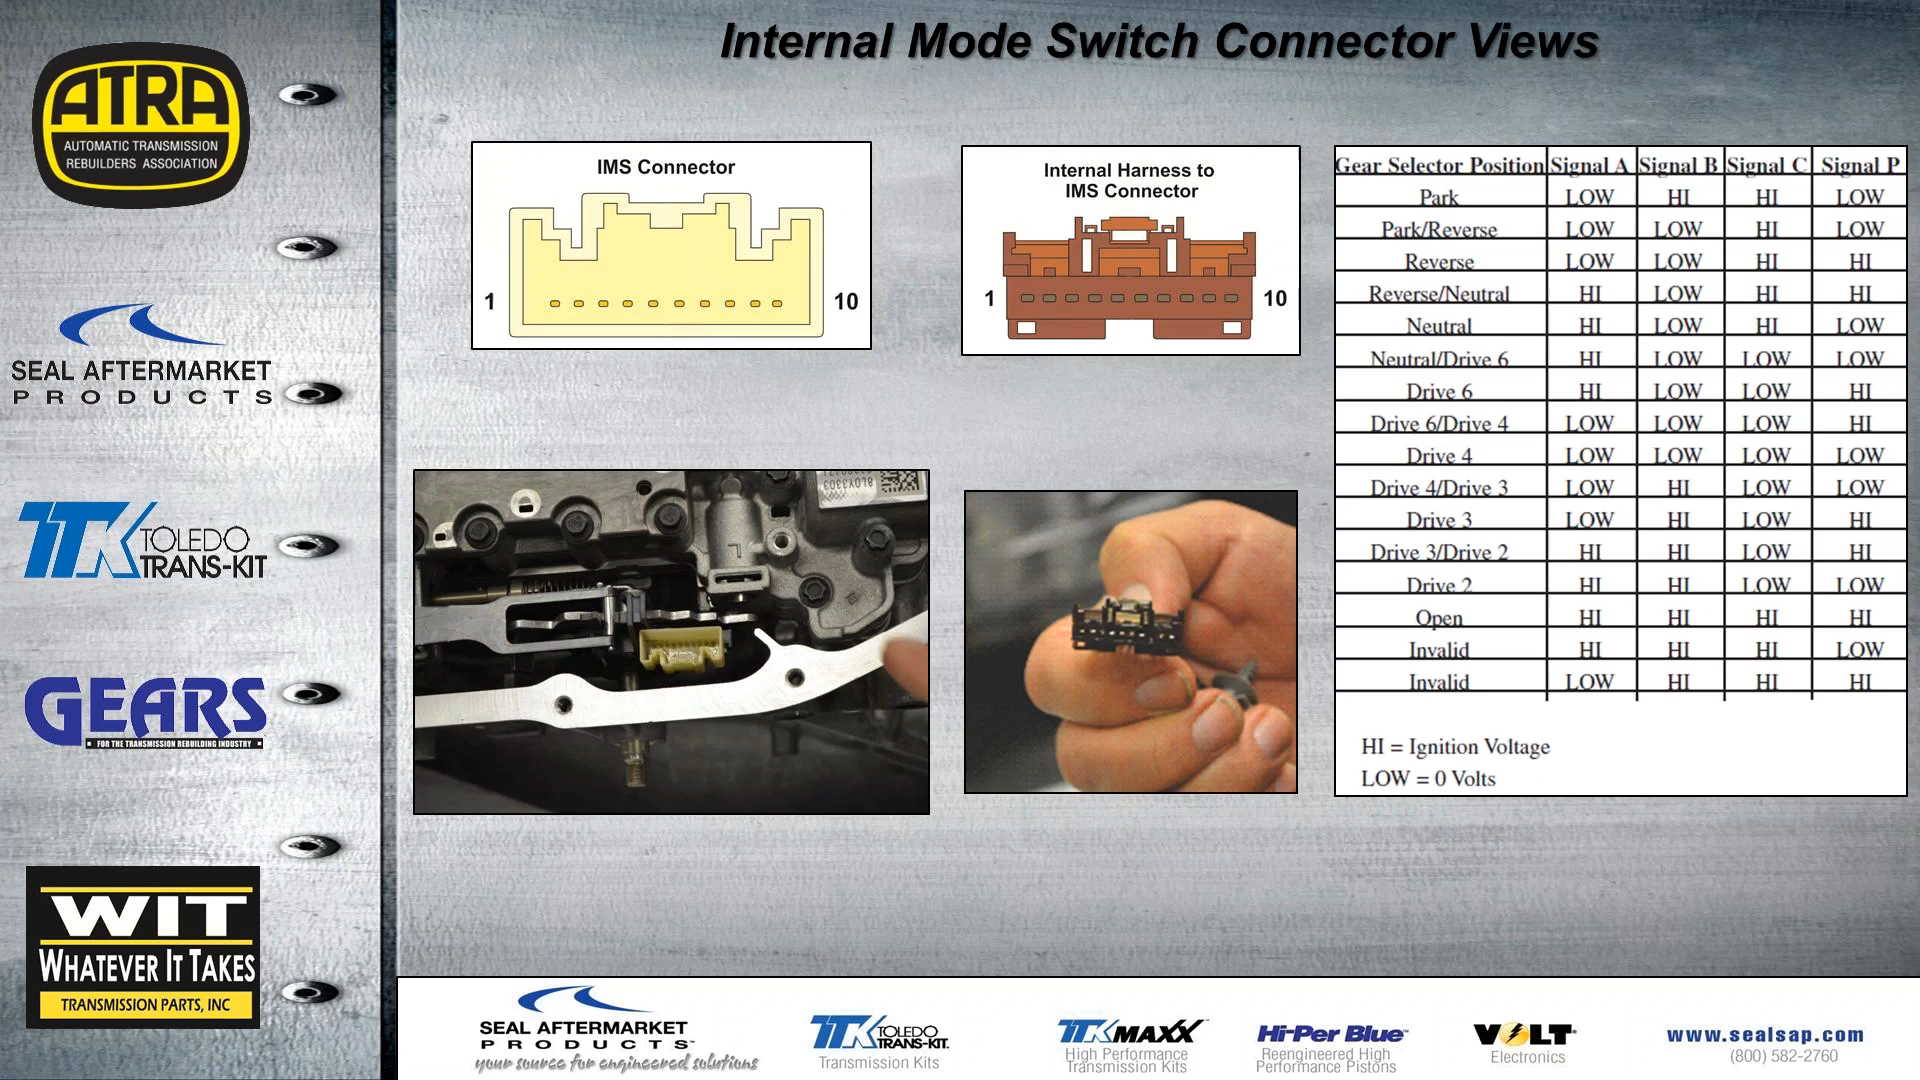 Internal Mode Switch Connector Views
ATRA
AUTOMATIC TRANSMISSION
REBUILDERS ASSOCIATION
SEAL AFTERMARKET
PRODUCTS
TTK TOLEDO
TRANS-KIT
GEARS
FOR THE TRANSMISSION REBUILDING INDUSTRY
WIT
WHATEVER IT TAKES
TRANSMISSION PARTS, INC
IMS Connector
1 10
Internal Harness to
IMS Connector
1 10
8L0Y3303
L
Gear Selector Position Signal A Signal B Signal C Signal P
Park LOW HI HI LOW
Park/Reverse LOW LOW HI LOW
Reverse LOW LOW HI HI
Reverse/Neutral HI LOW HI HI
Neutral HI LOW HI LOW
Neutral/Drive 6 HI LOW LOW LOW
Drive 6 HI LOW LOW HI
Drive 6/Drive 4 LOW LOW LOW HI
Drive 4 LOW LOW LOW LOW
Drive 4/Drive 3 LOW HI LOW LOW
Drive 3 LOW HI LOW HI
Drive 3/Drive 2 HI HI LOW HI
Drive 2 HI HI LOW LOW
Open HI HI HI HI
Invalid HI HI HI LOW
Invalid LOW HI HI HI
HI = Ignition Voltage
LOW = 0 Volts
SEAL AFTERMARKET
PRODUCTS™
your source for engineered solutions
TTK TOLEDO
TRANS-KIT.
Transmission Kits
TTK MAXX™
High Performance
Transmission Kits
Hi-Per Blue™
Reengineered High
Performance Pistons
VOLT
Electronics
www.sealsap.com
(800) 582-2760